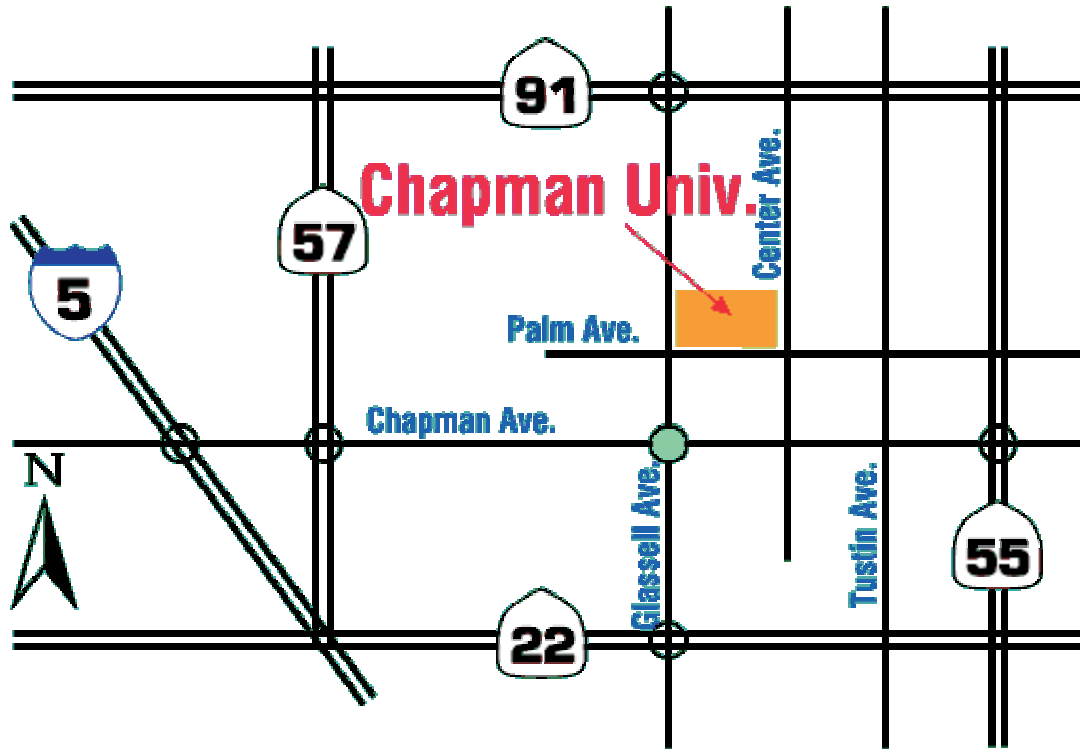 91
Center Ave.
Chapman Univ.
57
5
Palm Ave.
Chapman Ave.
N
Glassell Ave.
Tustin Ave.
55
22